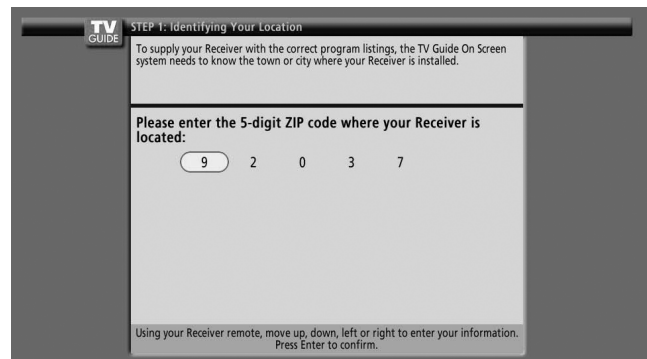 TV
GUIDE
STEP 1: Identifying Your Location
To supply your Receiver with the correct program listings, the TV Guide On Screen
system needs to know the town or city where your Receiver is installed.
Please enter the 5-digit ZIP code where your Receiver is
located:
9 2 0 3 7
Using your Receiver remote, move up, down, left or right to enter your information.
Press Enter to confirm.